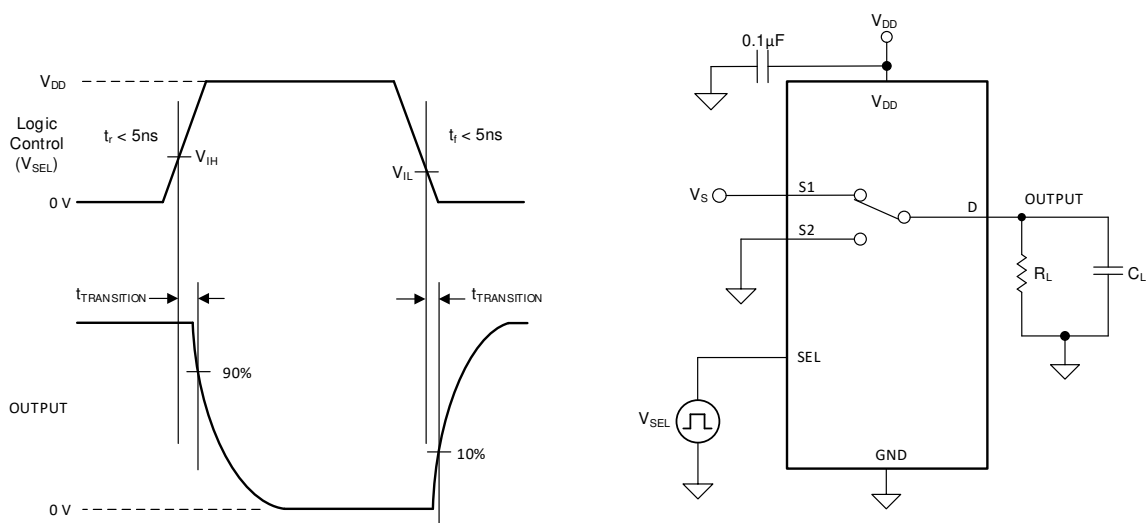 V_DD
Logic
Control
(V_SEL)
0 V
t_r < 5ns
V_IH
t_f < 5ns
V_IL
t_TRANSITION
t_TRANSITION
90%
OUTPUT
10%
0 V
V_DD
0.1µF
V_DD
V_S
S1
S2
D
OUTPUT
R_L
C_L
SEL
V_SEL
GND